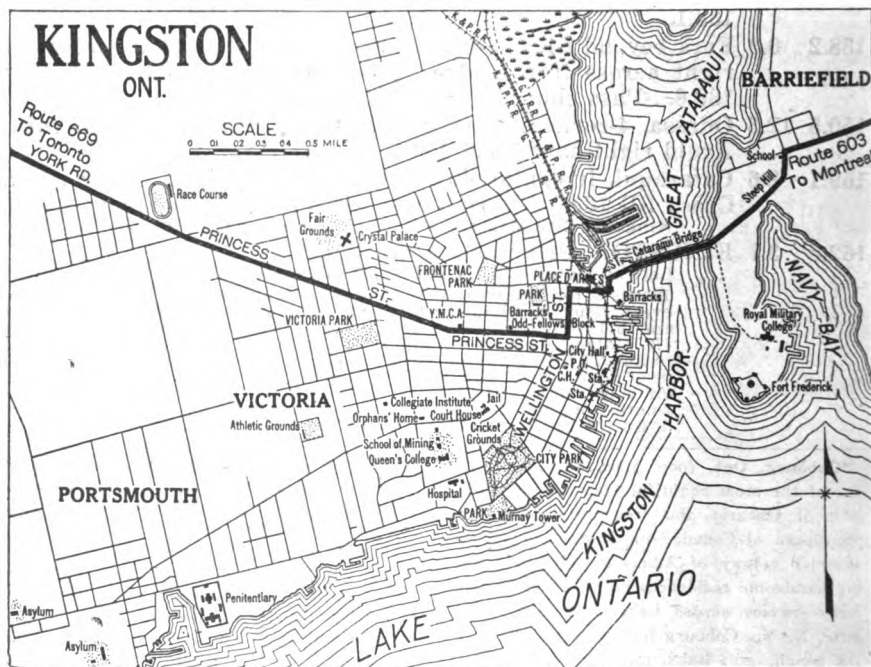 KINGSTON
ONT.
Route 669
To Toronto
YORK RD.
SCALE
0 .1 .2 .3 .4 0.5 MILE
Race Course
Fair
Grounds
Crystal Palace
PRINCESS
ST.
FRONTENAC
PARK
VICTORIA PARK
Y.M.C.A.
PRINCESS ST.
PLACE D'ARMES
PARK
Barracks
Odd-Fellows Block
ST.
WELLINGTON
K & P. R R
G T R R
K & P R R
GREAT CATARAQUI
BARRIEFIELD
School
Route 603
To Montreal
Steep Hill
Cataraqui Bridge
Barracks
NAVY BAY
Royal Military
College
Fort Frederick
City Hall
P.O.
C.H.
Sta.
Sta.
VICTORIA
Athletic Grounds
Collegiate Institute
Orphans' Home
Jail
Court House
Cricket
Grounds
School of Mining
Queen's College
CITY PARK
Hospital
PARK
Murnay Tower
PORTSMOUTH
Penitentiary
Asylum
Asylum
KINGSTON HARBOR
LAKE ONTARIO